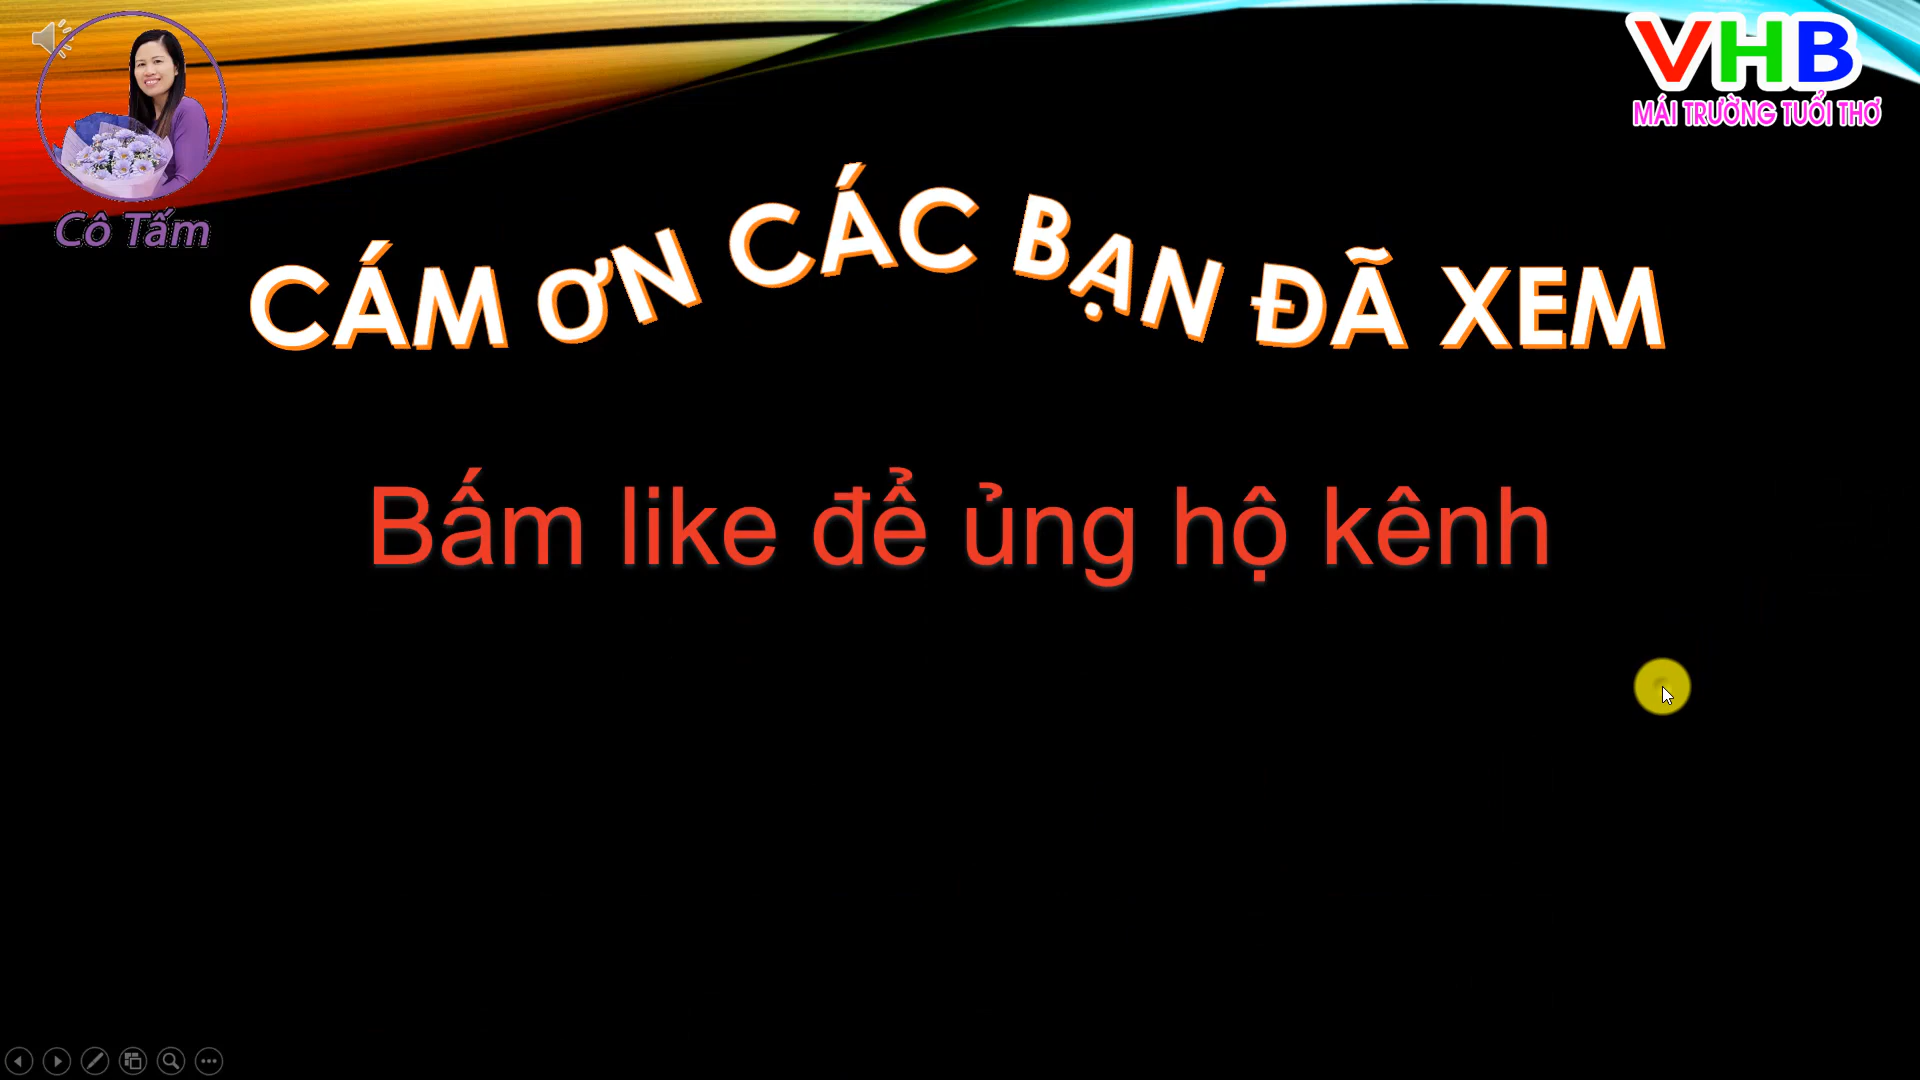 VHB
MÁI TRƯỜNG TUỔI THƠ
Cô Tấm
CÁM ƠN CÁC BẠN ĐÃ XEM
Bấm like để ủng hộ kênh